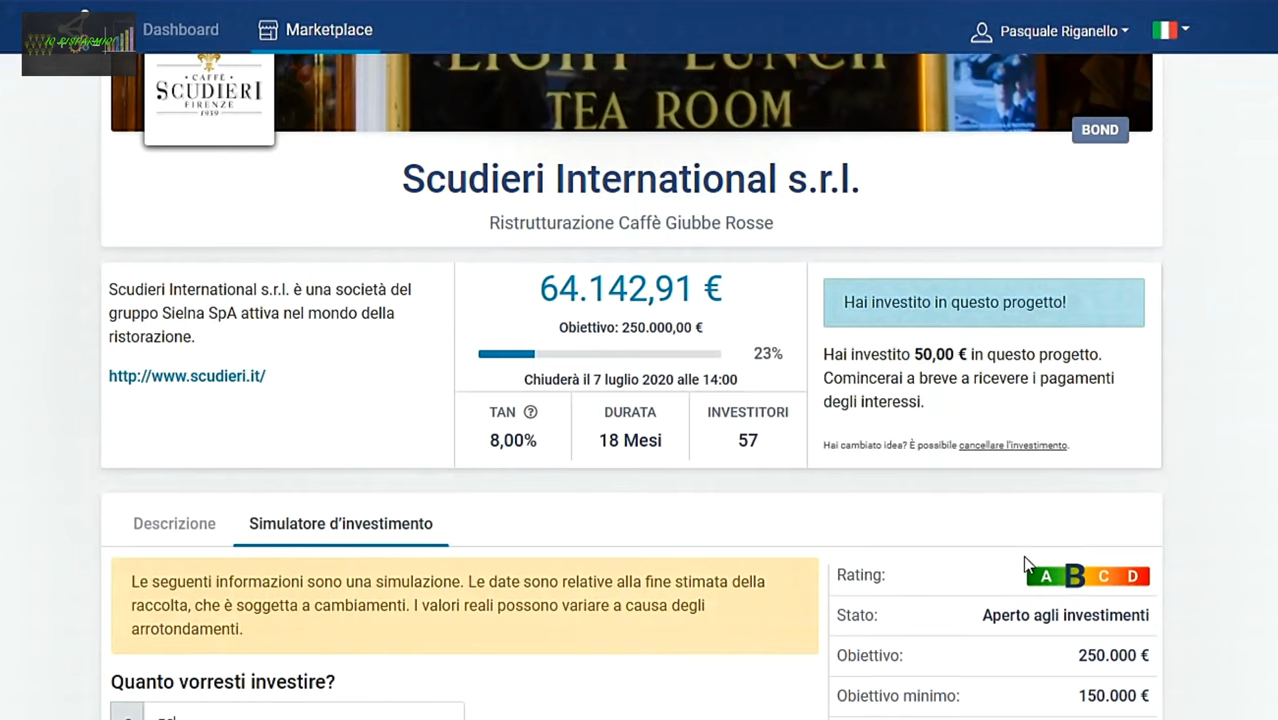 IO RISPARMIO
Dashboard
Marketplace
Pasquale Riganello
LIGHT LUNCH
TEA ROOM
CAFFÈ
SCUDIERI
FIRENZE
1939
BOND
Scudieri International s.r.l.
Ristrutturazione Caffè Giubbe Rosse
Scudieri International s.r.l. è una società del
gruppo Sielna SpA attiva nel mondo della
ristorazione.
http://www.scudieri.it/
64.142,91 €
Obiettivo: 250.000,00 €
23%
Chiuderà il 7 luglio 2020 alle 14:00
TAN
8,00%
DURATA
18 Mesi
INVESTITORI
57
Hai investito in questo progetto!
Hai investito 50,00 € in questo progetto.
Comincerai a breve a ricevere i pagamenti
degli interessi.
Hai cambiato idea? È possibile cancellare l'investimento.
Descrizione
Simulatore d'investimento
Le seguenti informazioni sono una simulazione. Le date sono relative alla fine stimata della
raccolta, che è soggetta a cambiamenti. I valori reali possono variare a causa degli
arrotondamenti.
Quanto vorresti investire?
Rating: A B C D
Stato: Aperto agli investimenti
Obiettivo: 250.000 €
Obiettivo minimo: 150.000 €